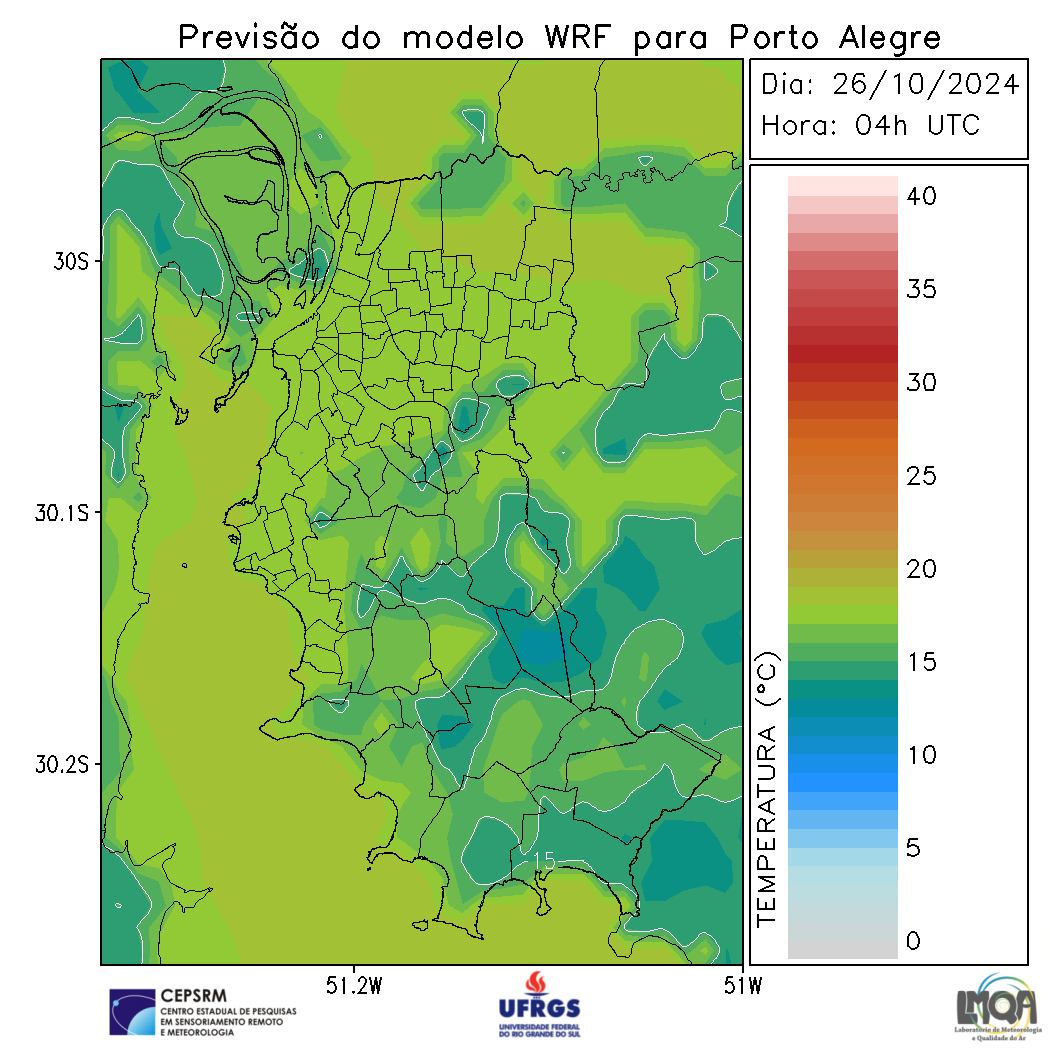 Previsão do modelo WRF para Porto Alegre
Dia: 26/10/2024
Hora: 04h UTC
30S
30.1S
30.2S
51.2W
51W
15
TEMPERATURA (°C)
40
35
30
25
20
15
10
5
0
CEPSRM
CENTRO ESTADUAL DE PESQUISAS
EM SENSORIAMENTO REMOTO
E METEOROLOGIA
UFRGS
UNIVERSIDADE FEDERAL
DO RIO GRANDE DO SUL
LMQA
Laboratório de Meteorologia
e Qualidade do Ar